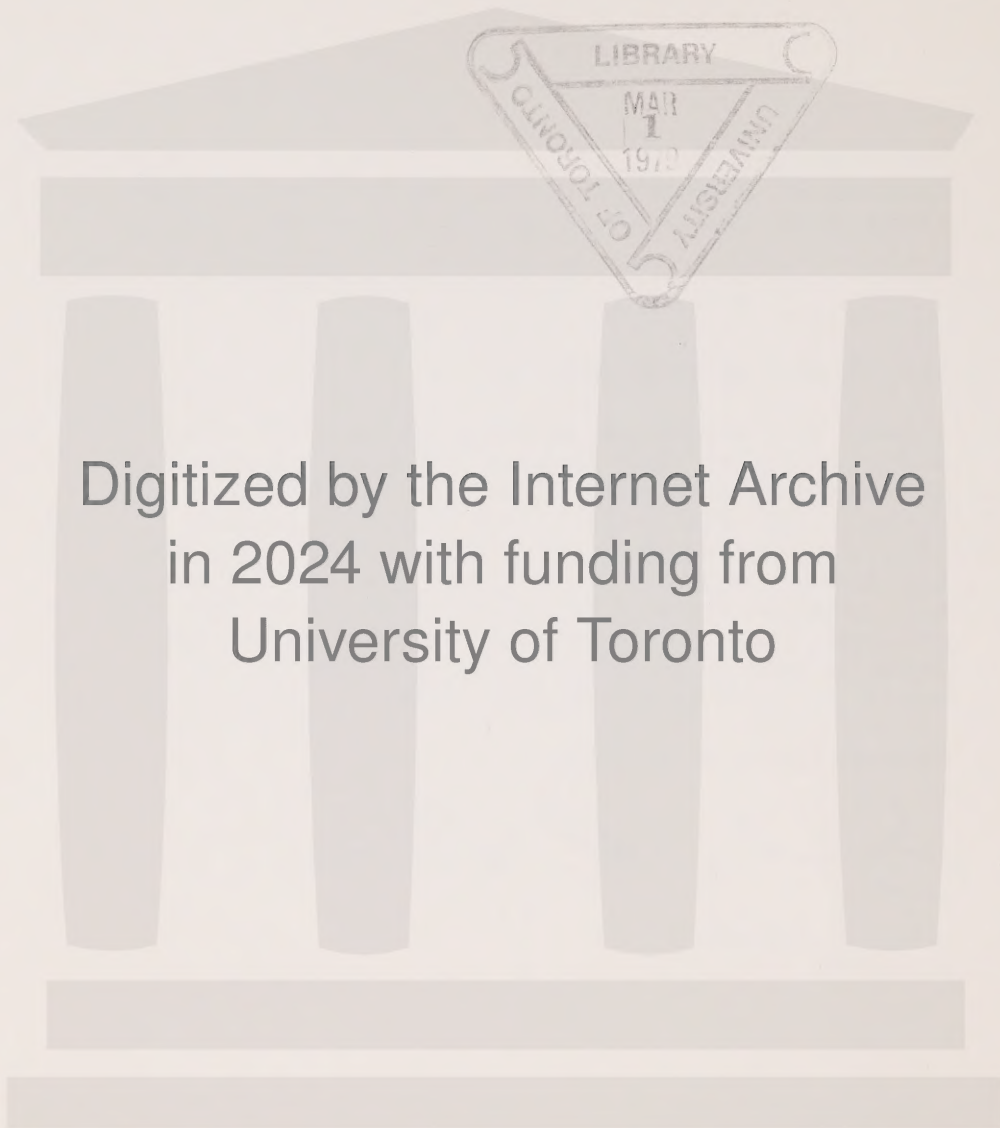 LIBRARY
MAR
1
UNIVERSITY
OF TORONTO
Digitized by the Internet Archive
in 2024 with funding from
University of Toronto